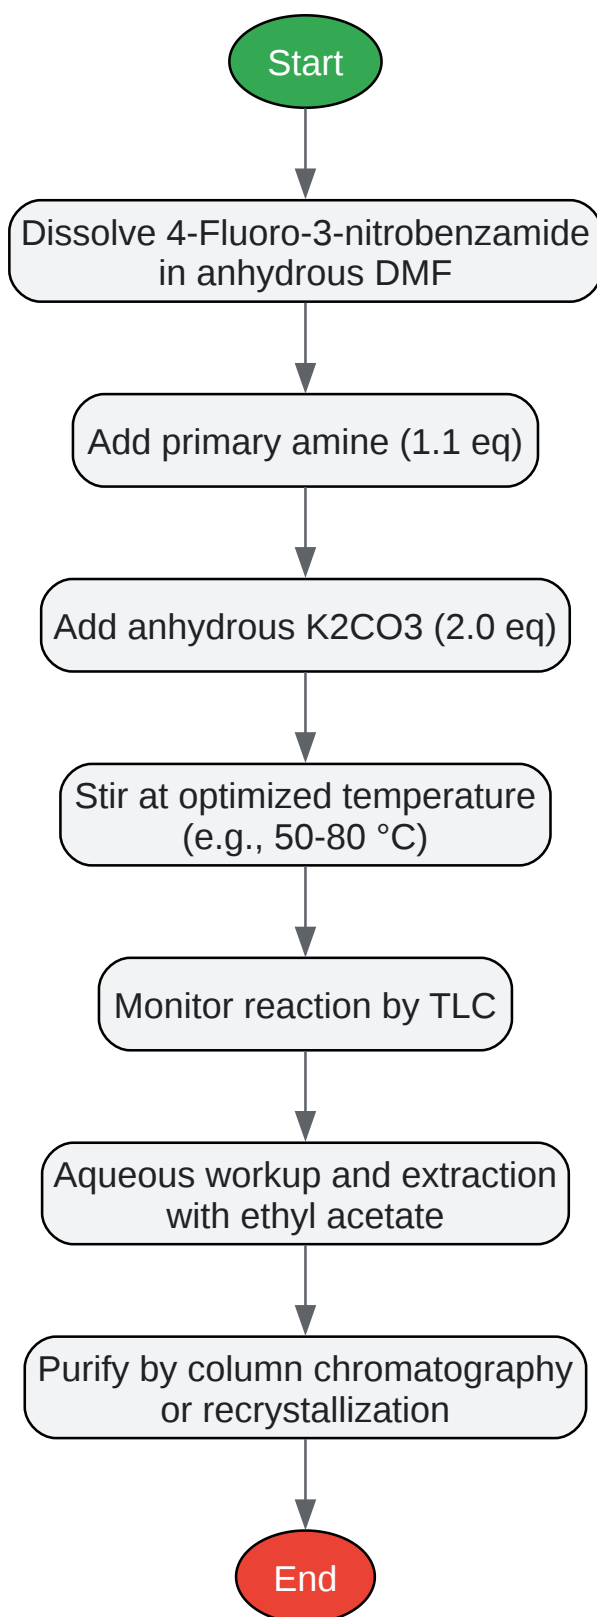 Start
Dissolve 4-Fluoro-3-nitrobenzamide
in anhydrous DMF
Add primary amine (1.1 eq)
Add anhydrous K2CO3 (2.0 eq)
Stir at optimized temperature
(e.g., 50-80 °C)
Monitor reaction by TLC
Aqueous workup and extraction
with ethyl acetate
Purify by column chromatography
or recrystallization
End